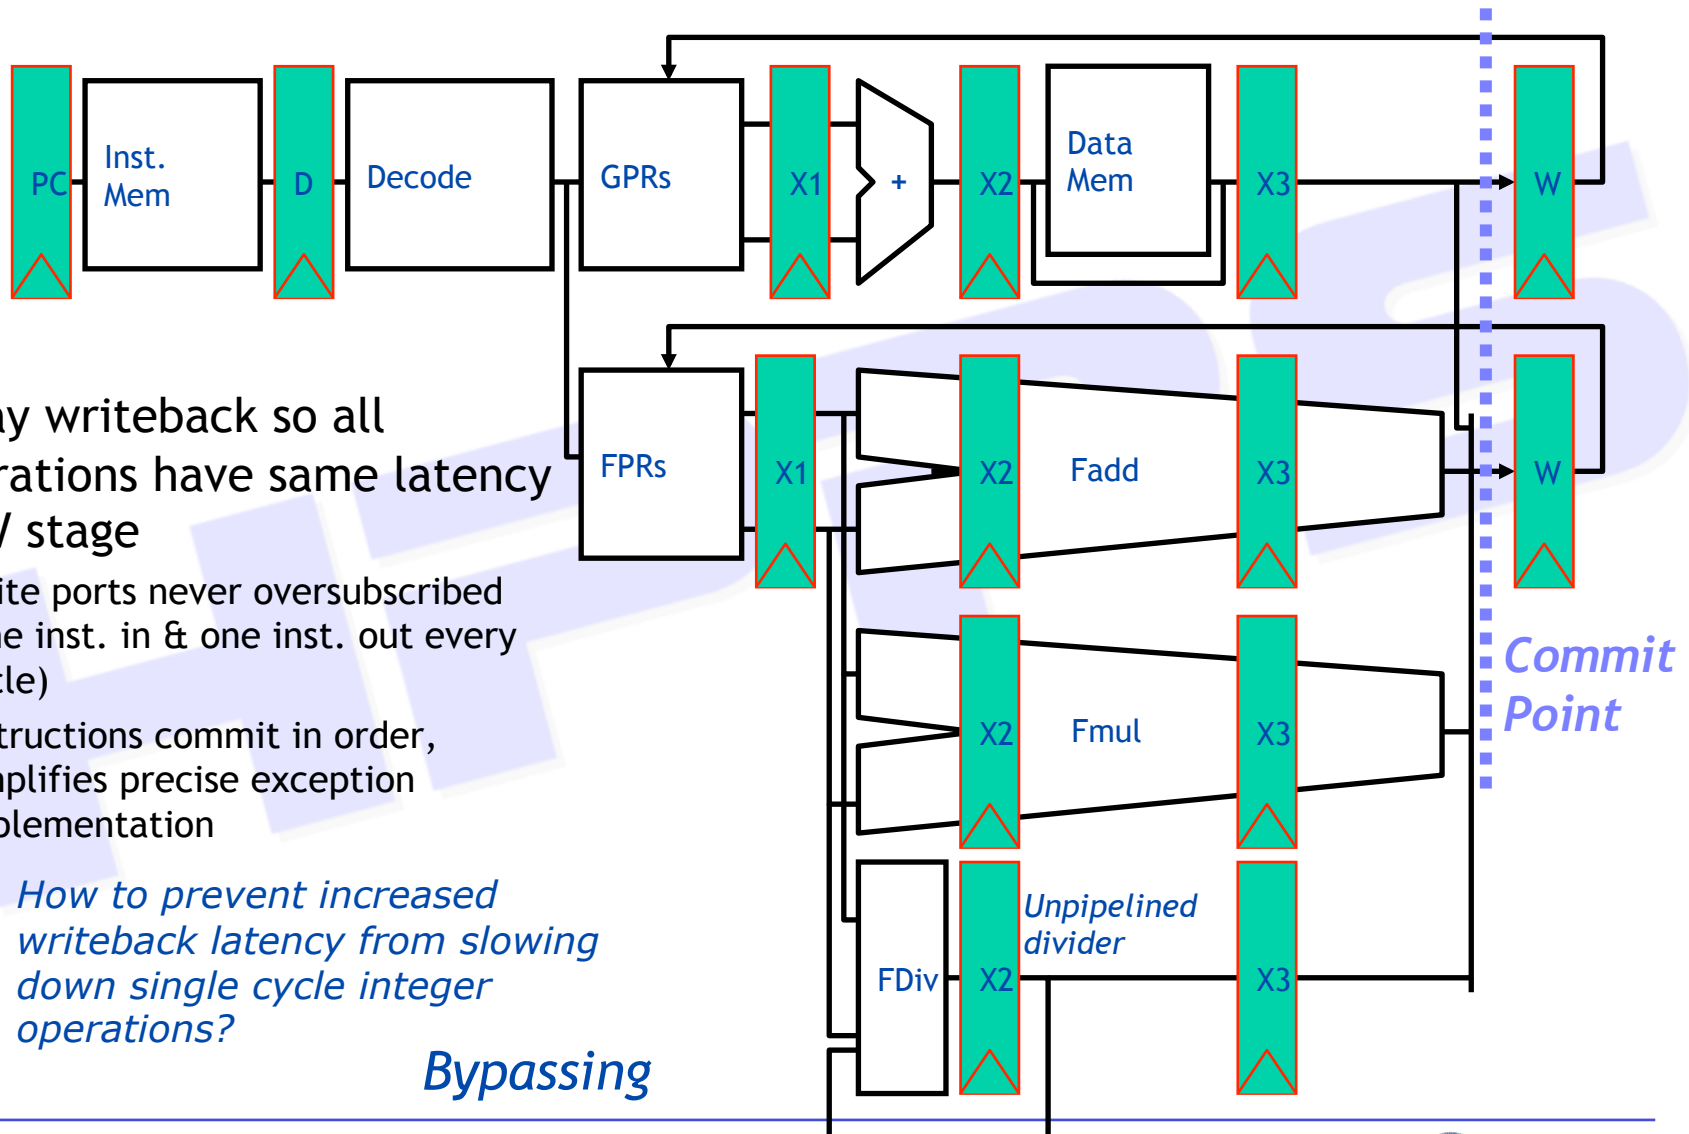 PC
Inst.
Mem
D
Decode
GPRs
X1
+
X2
Data
Mem
X3
W
FPRs
X1
X2
Fadd
X3
W
X2
Fmul
X3
Commit
Point
FDiv
X2
Unpipelined
divider
X3
ay writeback so all
rations have same latency
stage
ite ports never oversubscribed
ne inst. in & one inst. out every
cle)
tructions commit in order,
nplifies precise exception
plementation
How to prevent increased
writeback latency from slowing
down single cycle integer
operations?
Bypassing